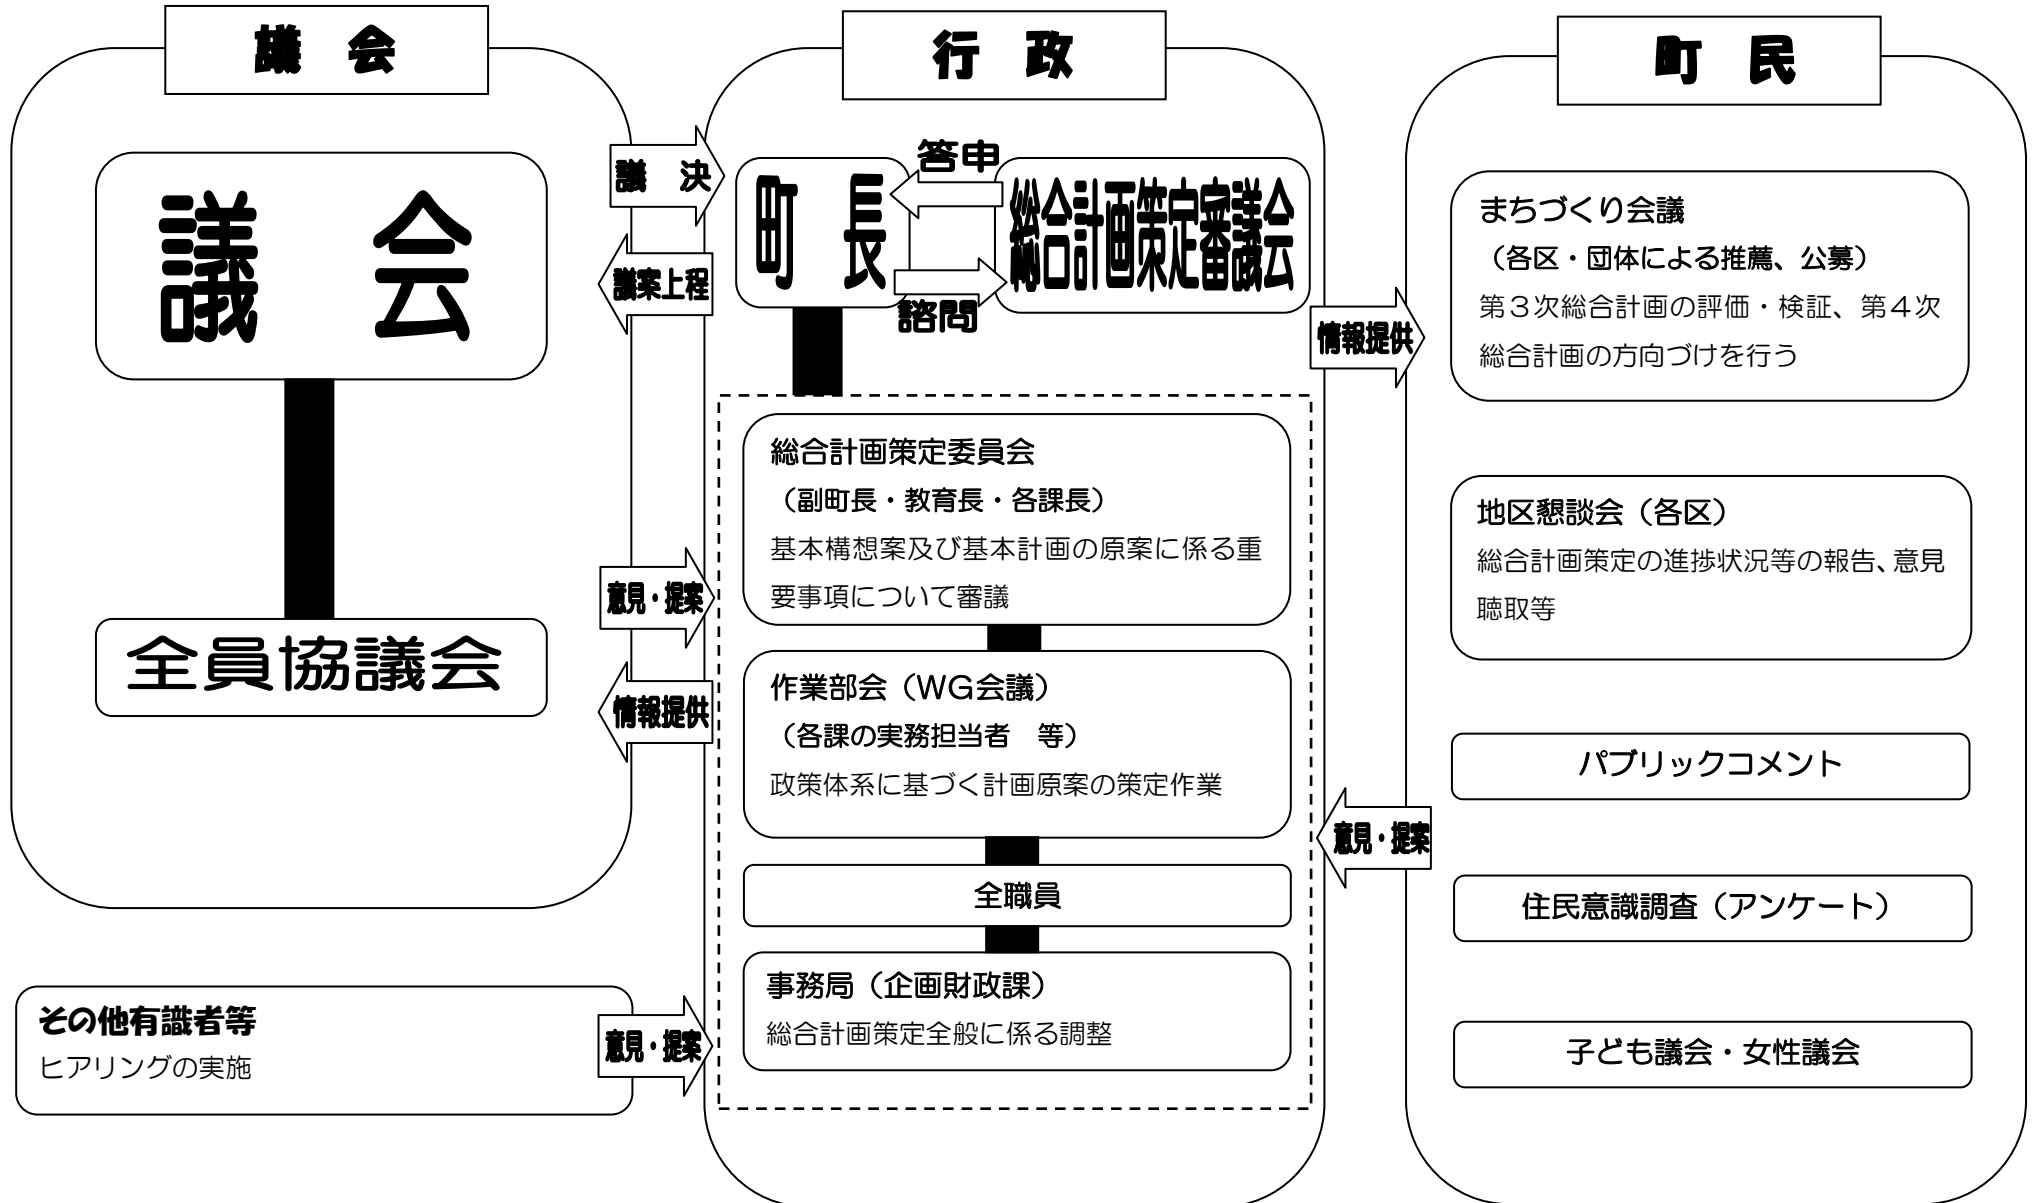 議　会
議　会
全員協議会
その他有識者等
ヒアリングの実施
議　決
議案上程
意見・提案
情報提供
意見・提案
行　政
町　長
答申
諮問
総合計画策定審議会
総合計画策定委員会
（副町長・教育長・各課長）
基本構想案及び基本計画の原案に係る重
要事項について審議
作業部会（ＷＧ会議）
（各課の実務担当者　等）
政策体系に基づく計画原案の策定作業
全職員
事務局（企画財政課）
総合計画策定全般に係る調整
情報提供
意見・提案
町　民
まちづくり会議
（各区・団体による推薦、公募）
第３次総合計画の評価・検証、第４次
総合計画の方向づけを行う
地区懇談会（各区）
総合計画策定の進捗状況等の報告、意見
聴取等
パブリックコメント
住民意識調査（アンケート）
子ども議会・女性議会